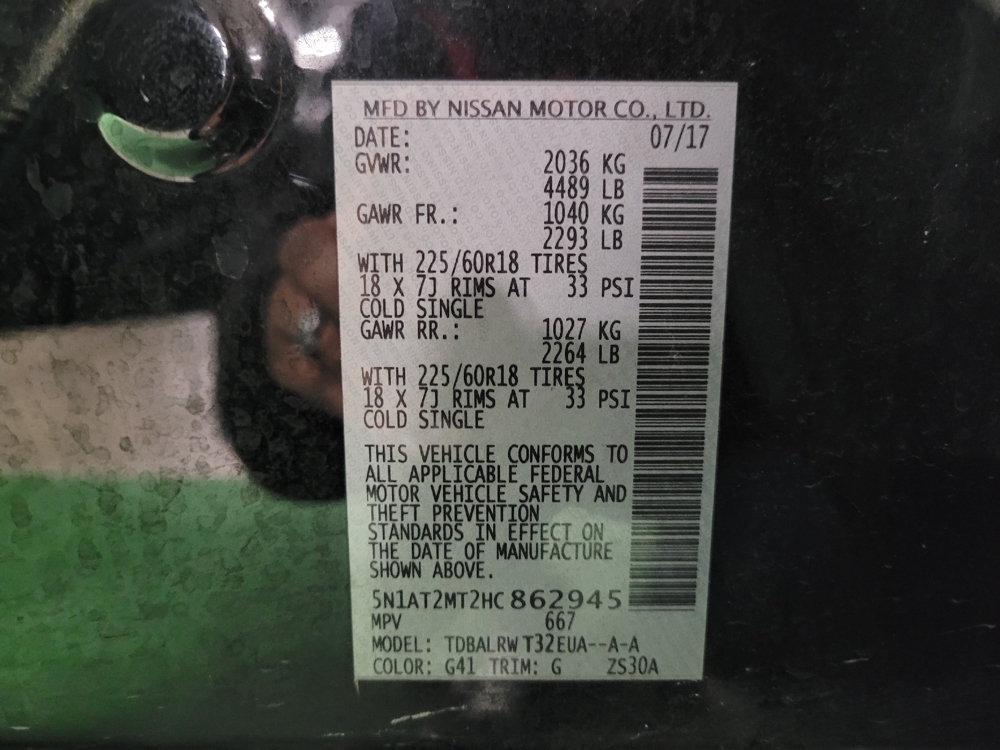 MFD BY NISSAN MOTOR CO., LTD.
DATE: 07/17
GVWR: 2036 KG
4489 LB
GAWR FR.: 1040 KG
2293 LB
WITH 225/60R18 TIRES
18 X 7J RIMS AT 33 PSI
COLD SINGLE
GAWR RR.: 1027 KG
2264 LB
WITH 225/60R18 TIRES
18 X 7J RIMS AT 33 PSI
COLD SINGLE
THIS VEHICLE CONFORMS TO
ALL APPLICABLE FEDERAL
MOTOR VEHICLE SAFETY AND
THEFT PREVENTION
STANDARDS IN EFFECT ON
THE DATE OF MANUFACTURE
SHOWN ABOVE.
5N1AT2MT2HC862945
MPV 667
MODEL: TDBALRW T32EUA--A-A
COLOR: G41 TRIM: G ZS30A